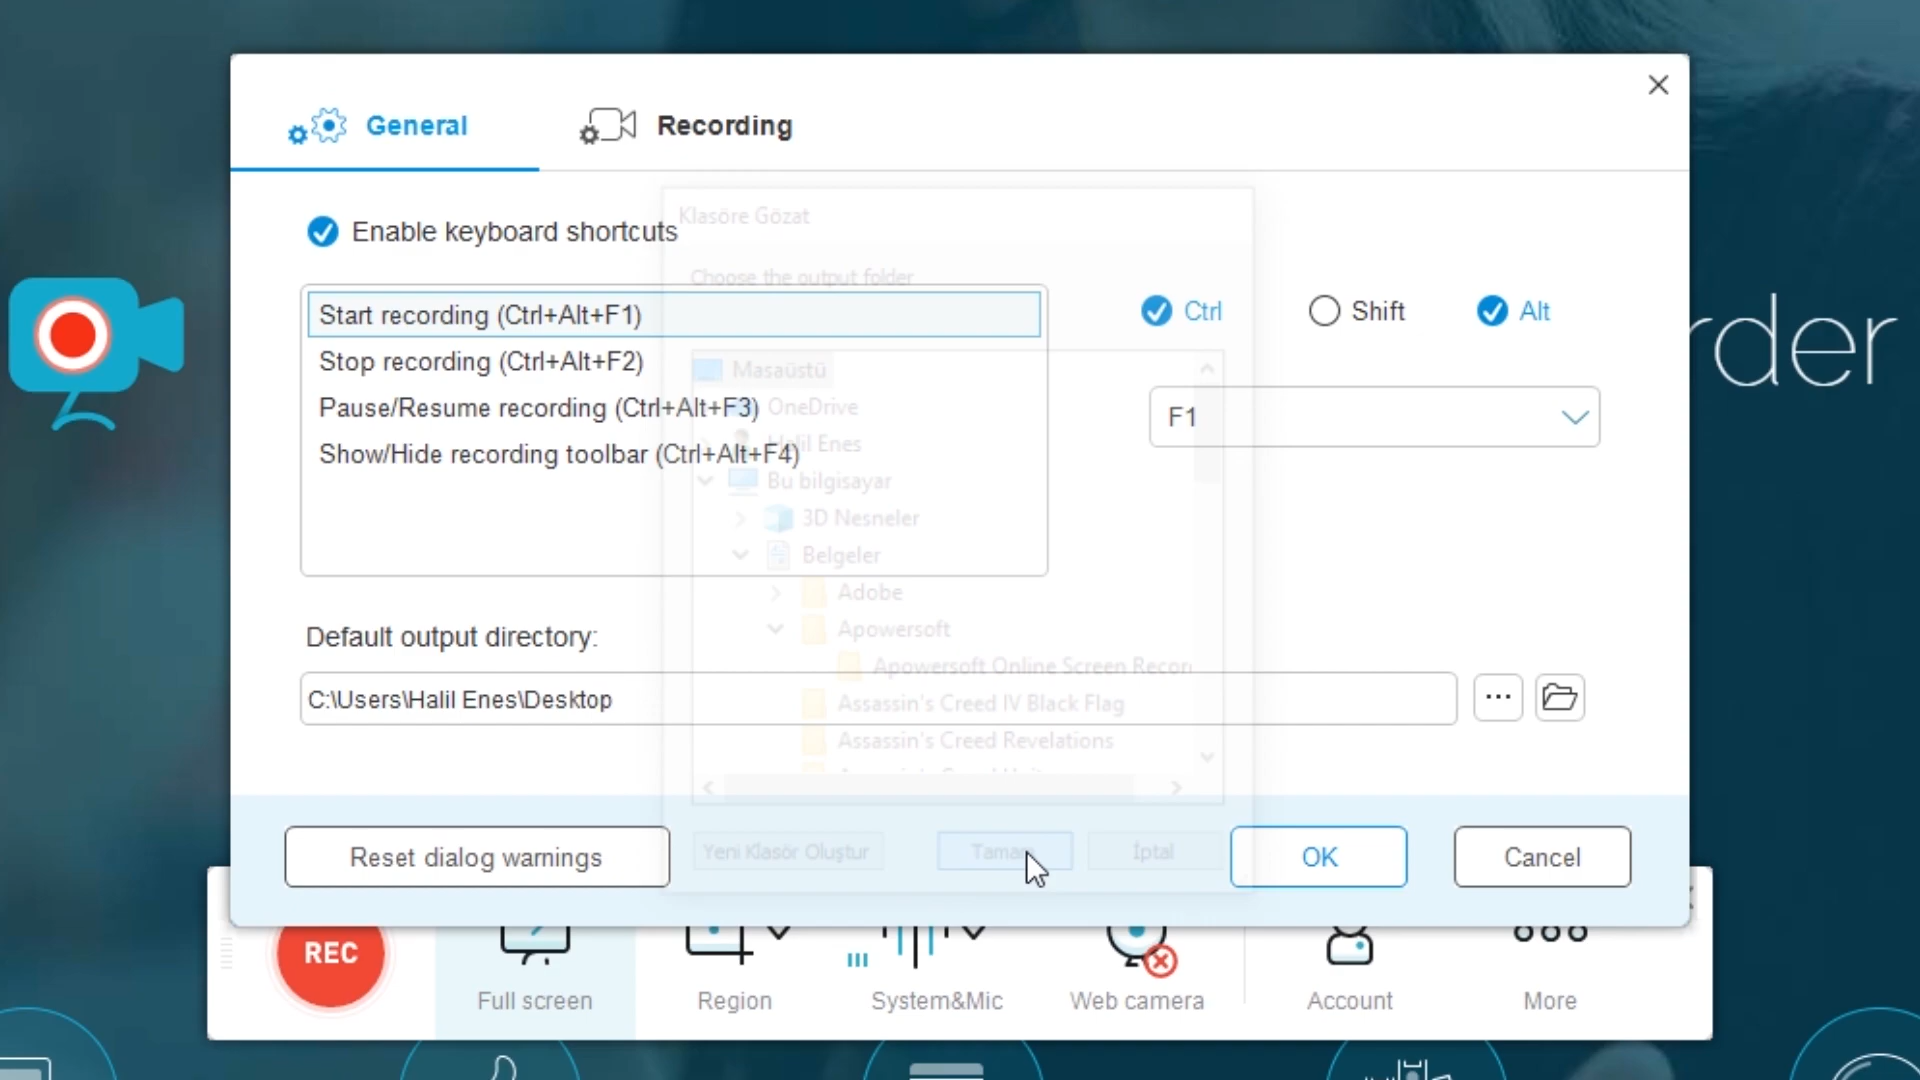 General
Recording
Klasöre Gözat
Enable keyboard shortcuts
Choose the output folder
Start recording (Ctrl+Alt+F1)
Ctrl
Shift
Alt
Stop recording (Ctrl+Alt+F2)
Masaüstü
Pause/Resume recording (Ctrl+Alt+F3)
OneDrive
F1
Show/Hide recording toolbar (Ctrl+Alt+F4)
Halil Enes
Bu bilgisayar
3D Nesneler
Belgeler
Adobe
Apowersoft
Default output directory:
Apowersoft Online Screen Recor
C:\Users\Halil Enes\Desktop
...
Assassin's Creed IV Black Flag
Assassin's Creed Revelations
Reset dialog warnings
Yeni Klasör Oluştur
Tamam
İptal
OK
Cancel
rder
REC
Full screen
Region
System&Mic
Web camera
Account
More